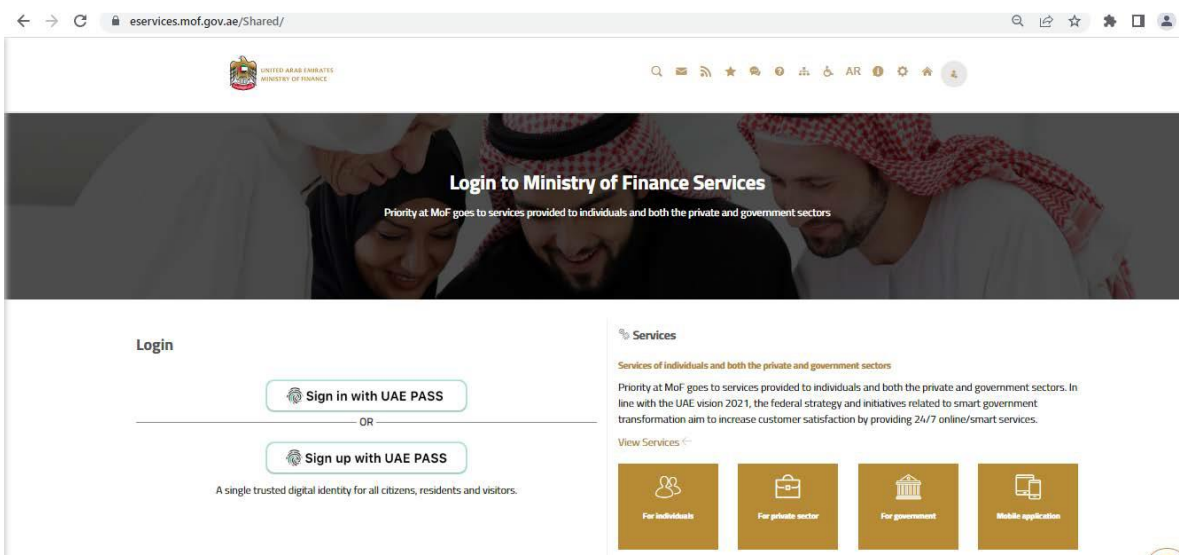 eservices.mof.gov.ae/Shared/
UNITED ARAB EMIRATES
MINISTRY OF FINANCE
AR
Login to Ministry of Finance Services
Priority at MoF goes to services provided to individuals and both the private and government sectors
Login
Sign in with UAE PASS
OR
Sign up with UAE PASS
A single trusted digital identity for all citizens, residents and visitors.
Services
Services of individuals and both the private and government sectors
Priority at MoF goes to services provided to individuals and both the private and government sectors. In
line with the UAE vision 2021, the federal strategy and initiatives related to smart government
transformation aim to increase customer satisfaction by providing 24/7 online/smart services.
View Services
For individuals
For private sector
For government
Mobile application